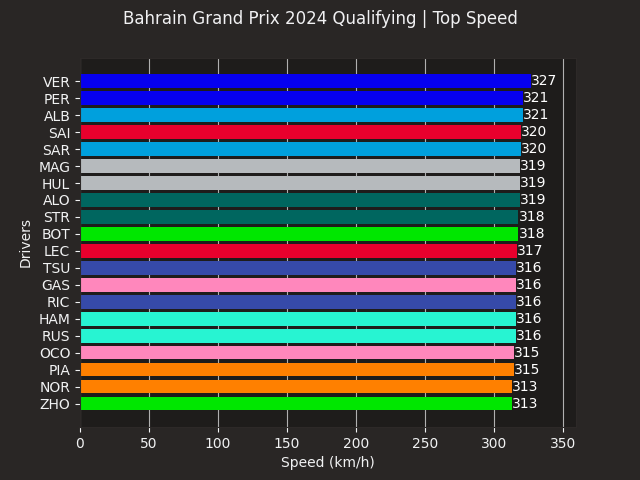 Bahrain Grand Prix 2024 Qualifying | Top Speed
Drivers
VER 327
PER 321
ALB 321
SAI 320
SAR 320
MAG 319
HUL 319
ALO 319
STR 318
BOT 318
LEC 317
TSU 316
GAS 316
RIC 316
HAM 316
RUS 316
OCO 315
PIA 315
NOR 313
ZHO 313
0 50 100 150 200 250 300 350
Speed (km/h)